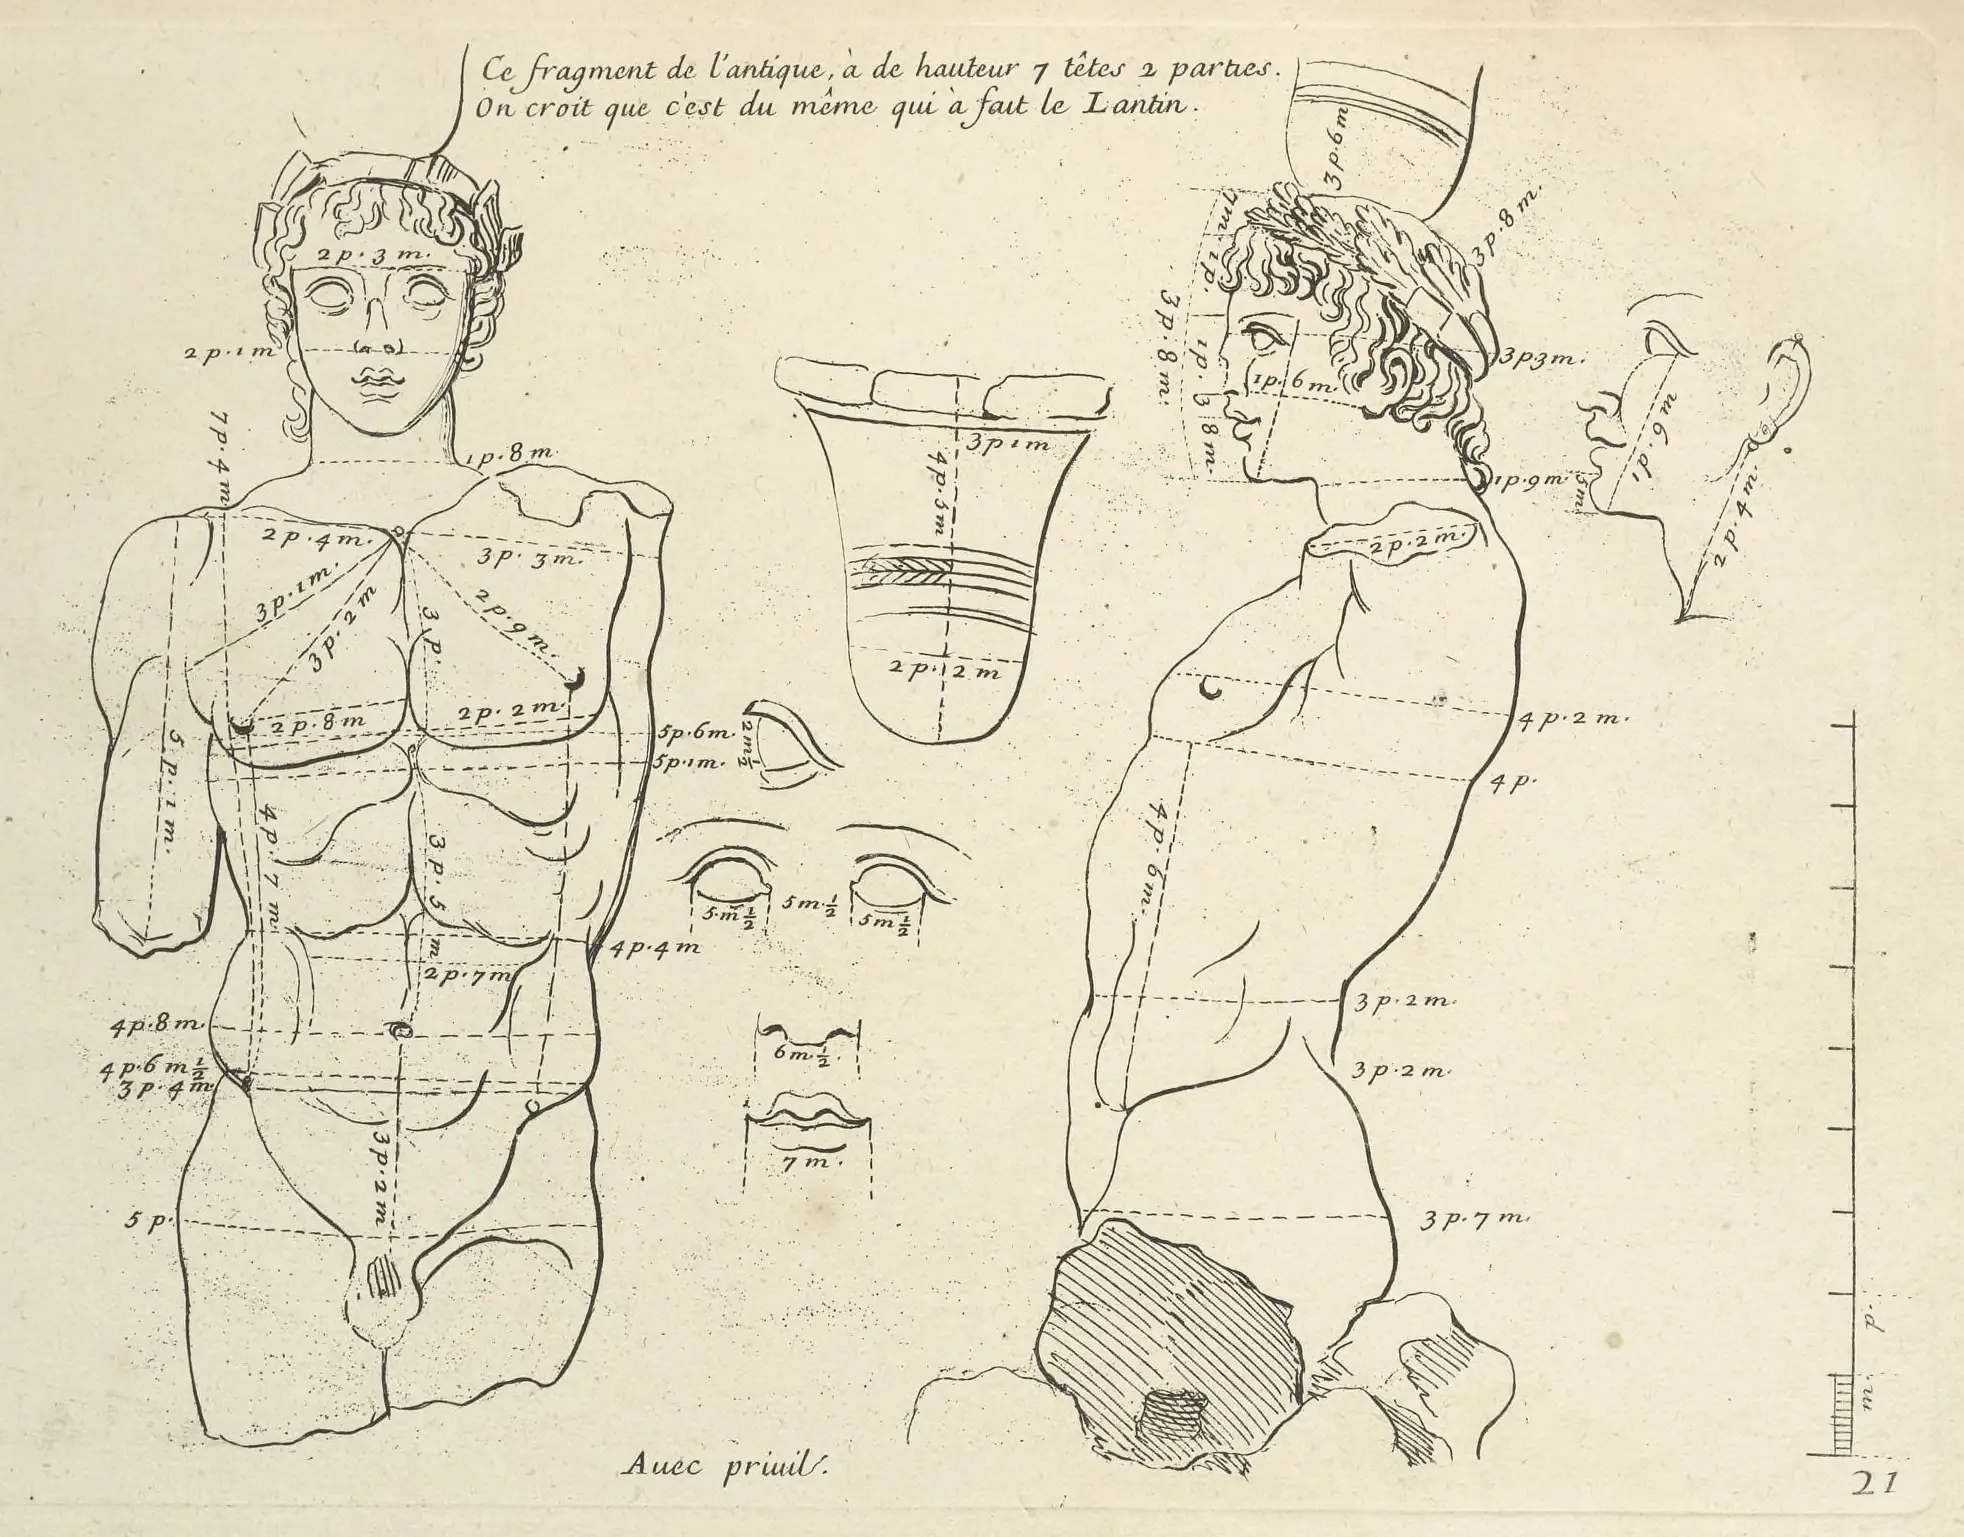 Ce fragment de l'antique, à de hauteur 7 têtes 2 parties.
On croit que c'est du même qui à fait le Lantin.
3 p. 6 m
7 m
1 p.
3 p. 8 m.
3 p. 8 m.
2 p. 3 m.
2 p. 1 m
1 p. 8 m.
3 p 3 m.
1 p. 6 m.
1 p. 9 m
1 p. 8 m
7 p. 4 m
3 p 1 m
4 p. 5 m
2 p. 4 m.
2 p. 4 m.
3 p. 3 m.
2 p. 2 m.
3 p. 1 m.
3 p. 2 m
3 p.
2 p. 9 m.
2 p. 2 m
2 p. 8 m
2 p. 2 m.
5 p. 6 m.
5 p. 1 m.
2 m ½
4 p. 2 m.
4 p.
5 p. 1 m.
4 p. 7 m.
3 p. 5 m
4 p. 6 m.
5 m ½
5 m. ½
5 m ½
4 p. 4 m
2 p. 7 m
4 p. 8 m.
3 p. 2 m.
4 p. 6 m ½
3 p. 4 m
6 m. ½.
3 p. 2 m.
3 p. 2 m
7 m.
5 p.
3 p. 7 m.
p.
m.
Auec priuil.
21